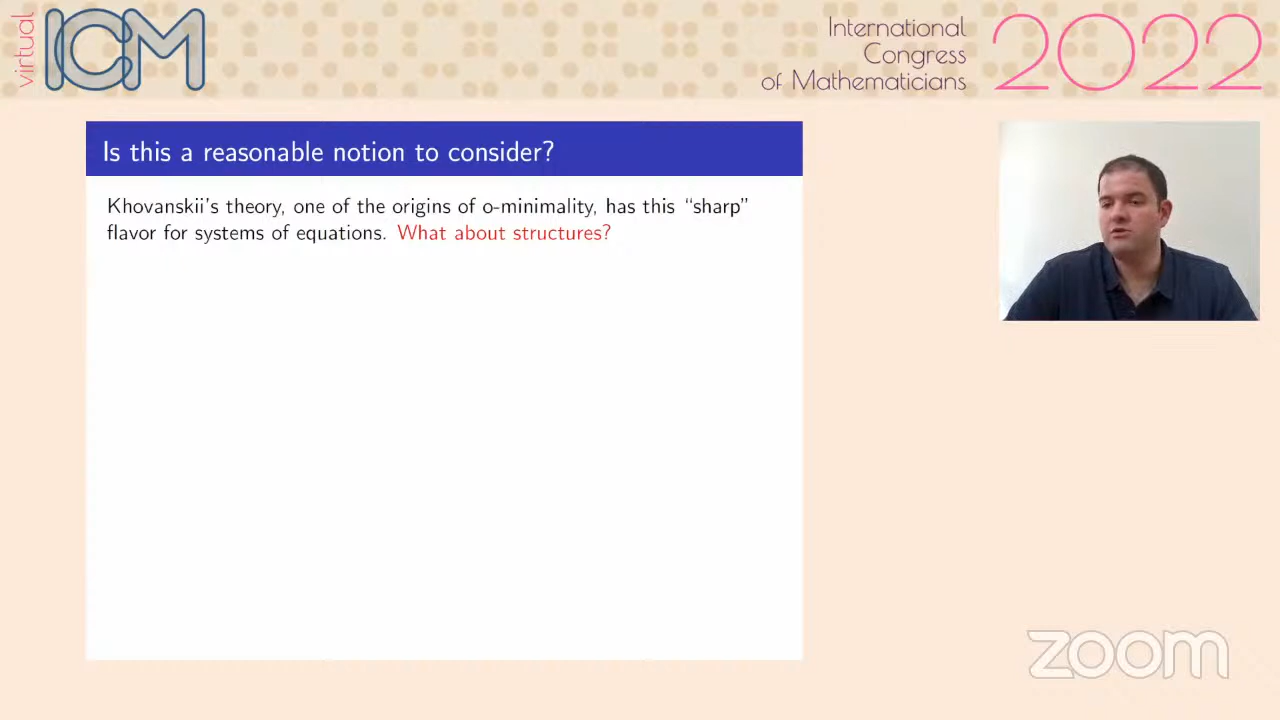 virtual
ICM
International
Congress
of Mathematicians
2022
Is this a reasonable notion to consider?
Khovanskii's theory, one of the origins of o-minimality, has this “sharp”
flavor for systems of equations. What about structures?
zoom